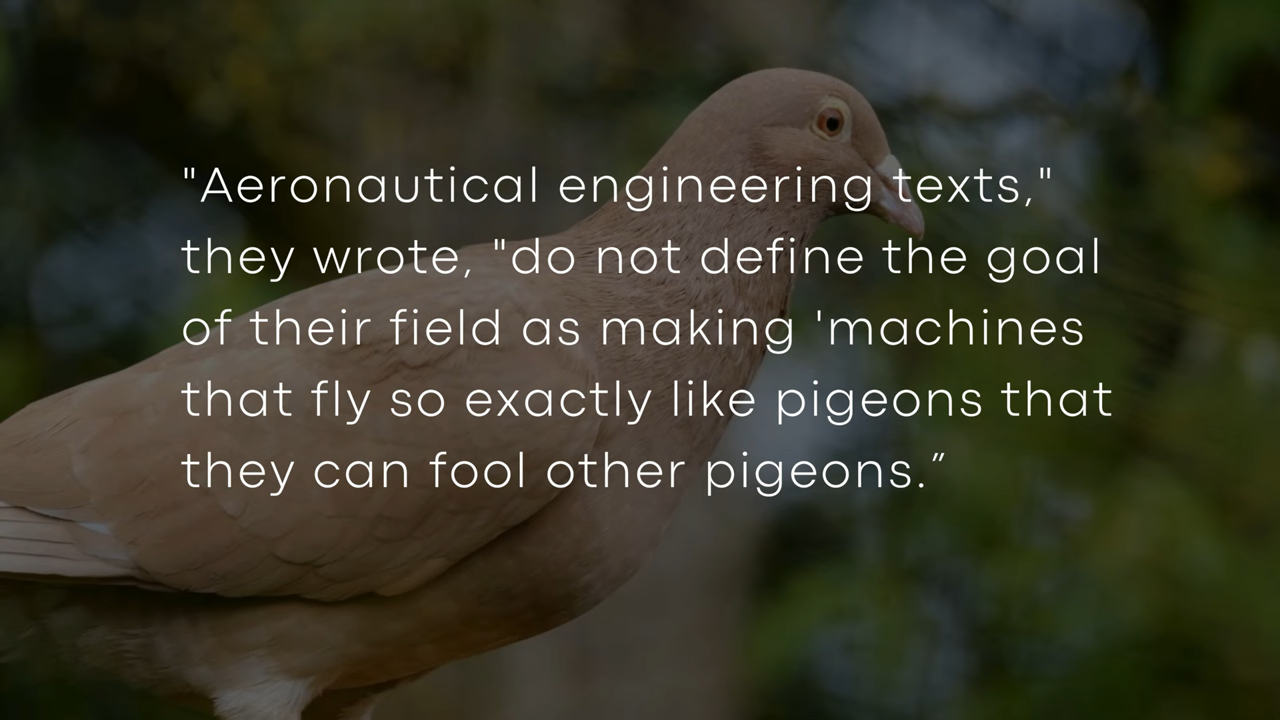 "Aeronautical engineering texts,"
they wrote, "do not define the goal
of their field as making 'machines
that fly so exactly like pigeons that
they can fool other pigeons.”